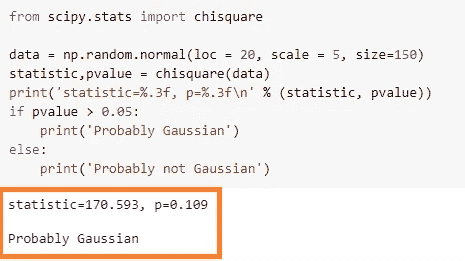 from scipy.stats import chisquare
data = np.random.normal(loc = 20, scale = 5, size=150)
statistic,pvalue = chisquare(data)
print('statistic=%.3f, p=%.3f\n' % (statistic, pvalue))
if pvalue > 0.05:
    print('Probably Gaussian')
else:
    print('Probably not Gaussian')
statistic=170.593, p=0.109
Probably Gaussian